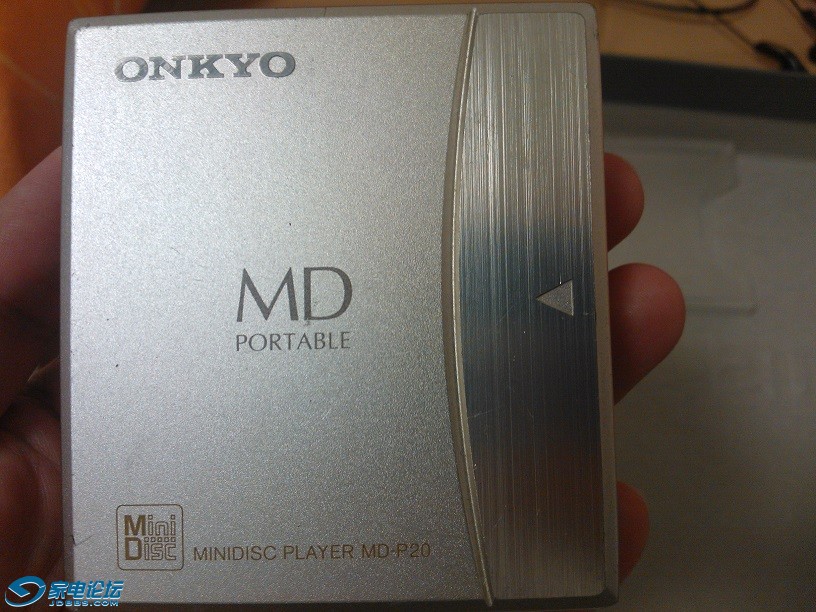 ONKYO
MD
PORTABLE
Mini
Disc
MINIDISC PLAYER MD-P20
家电论坛
JDBBS.COM